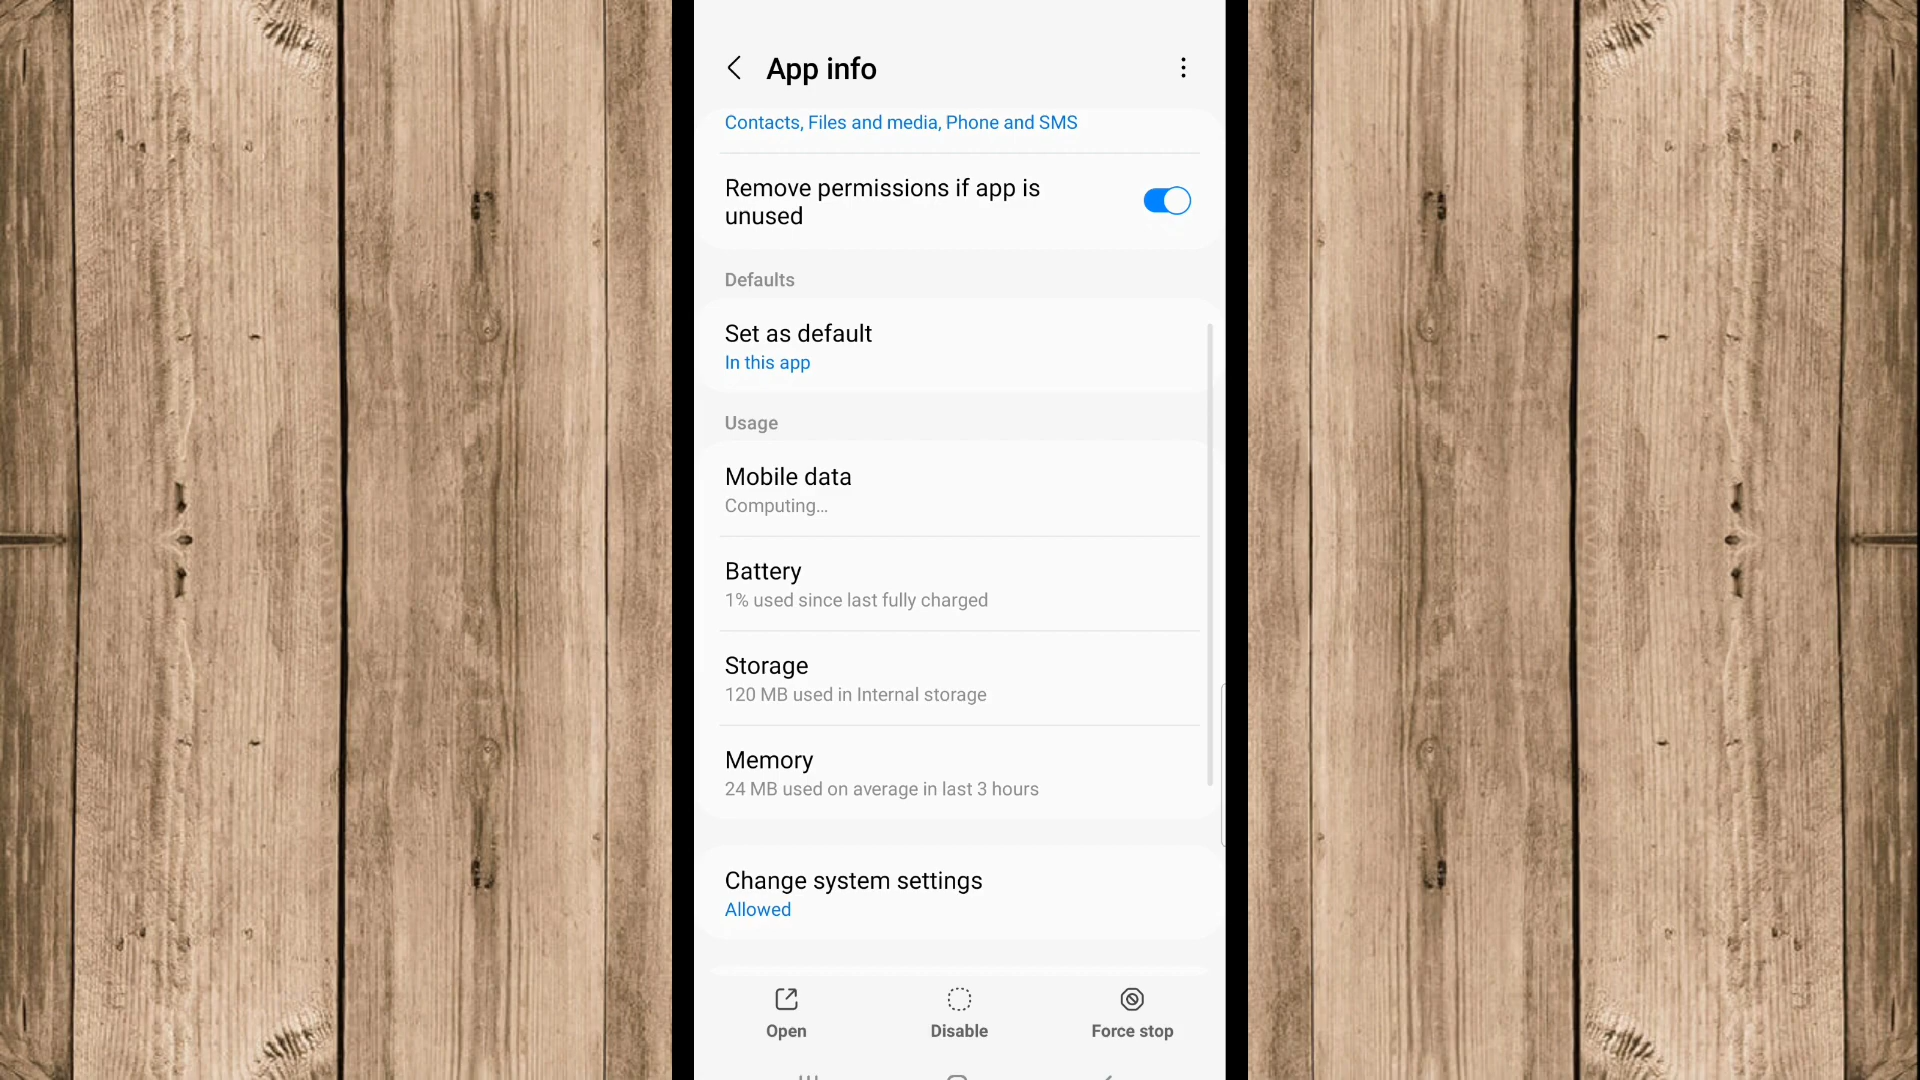 App info
Contacts, Files and media, Phone and SMS
Remove permissions if app is
unused
Defaults
Set as default
In this app
Usage
Mobile data
Computing…
Battery
1% used since last fully charged
Storage
120 MB used in Internal storage
Memory
24 MB used on average in last 3 hours
Change system settings
Allowed
Open
Disable
Force stop